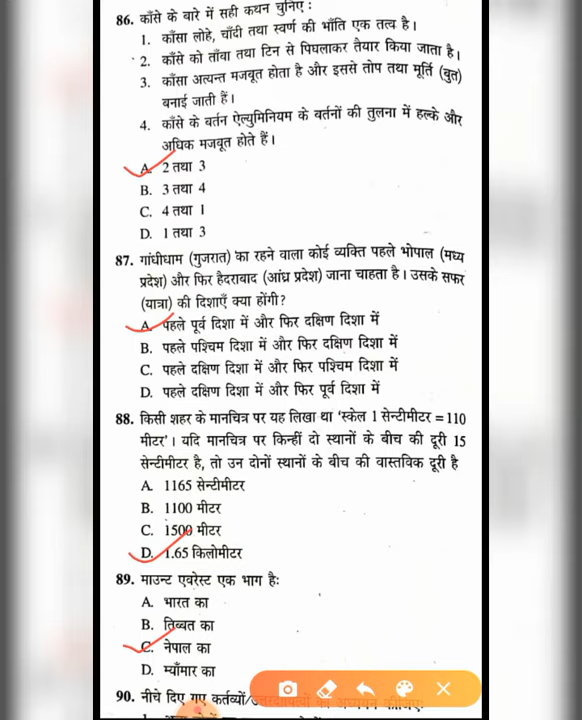 86. काँसे के बारे में सही कथन चुनिए :
1. काँसा लोहे, चाँदी तथा स्वर्ण की भाँति एक तत्व है।
2. काँसे को ताँबा तथा टिन से पिघलाकर तैयार किया जाता है।
3. काँसा अत्यन्त मजबूत होता है और इससे तोप तथा मूर्ति (बुत)
बनाई जाती हैं।
4. काँसे के बर्तन ऐल्युमिनियम के बर्तनों की तुलना में हल्के और
अधिक मजबूत होते हैं।
A. 2 तथा 3
B. 3 तथा 4
C. 4 तथा 1
D. 1 तथा 3
87. गांधीधाम (गुजरात) का रहने वाला कोई व्यक्ति पहले भोपाल (मध्य
प्रदेश) और फिर हैदराबाद (आंध्र प्रदेश) जाना चाहता है। उसके सफर
(यात्रा) की दिशाएँ क्या होंगी?
A. पहले पूर्व दिशा में और फिर दक्षिण दिशा में
B. पहले पश्चिम दिशा में और फिर दक्षिण दिशा में
C. पहले दक्षिण दिशा में और फिर पश्चिम दिशा में
D. पहले दक्षिण दिशा में और फिर पूर्व दिशा में
88. किसी शहर के मानचित्र पर यह लिखा था ‘स्केल 1 सेन्टीमीटर = 110
मीटर’। यदि मानचित्र पर किन्हीं दो स्थानों के बीच की दूरी 15
सेन्टीमीटर है, तो उन दोनों स्थानों के बीच की वास्तविक दूरी है
A. 1165 सेन्टीमीटर
B. 1100 मीटर
C. 1500 मीटर
D. 1.65 किलोमीटर
89. माउन्ट एवरेस्ट एक भाग है:
A. भारत का
B. तिब्बत का
C. नेपाल का
D. म्याँमार का
90. नीचे दिए गए कर्तव्यों/उत्तरदायित्वों का अध्ययन कीजिए: